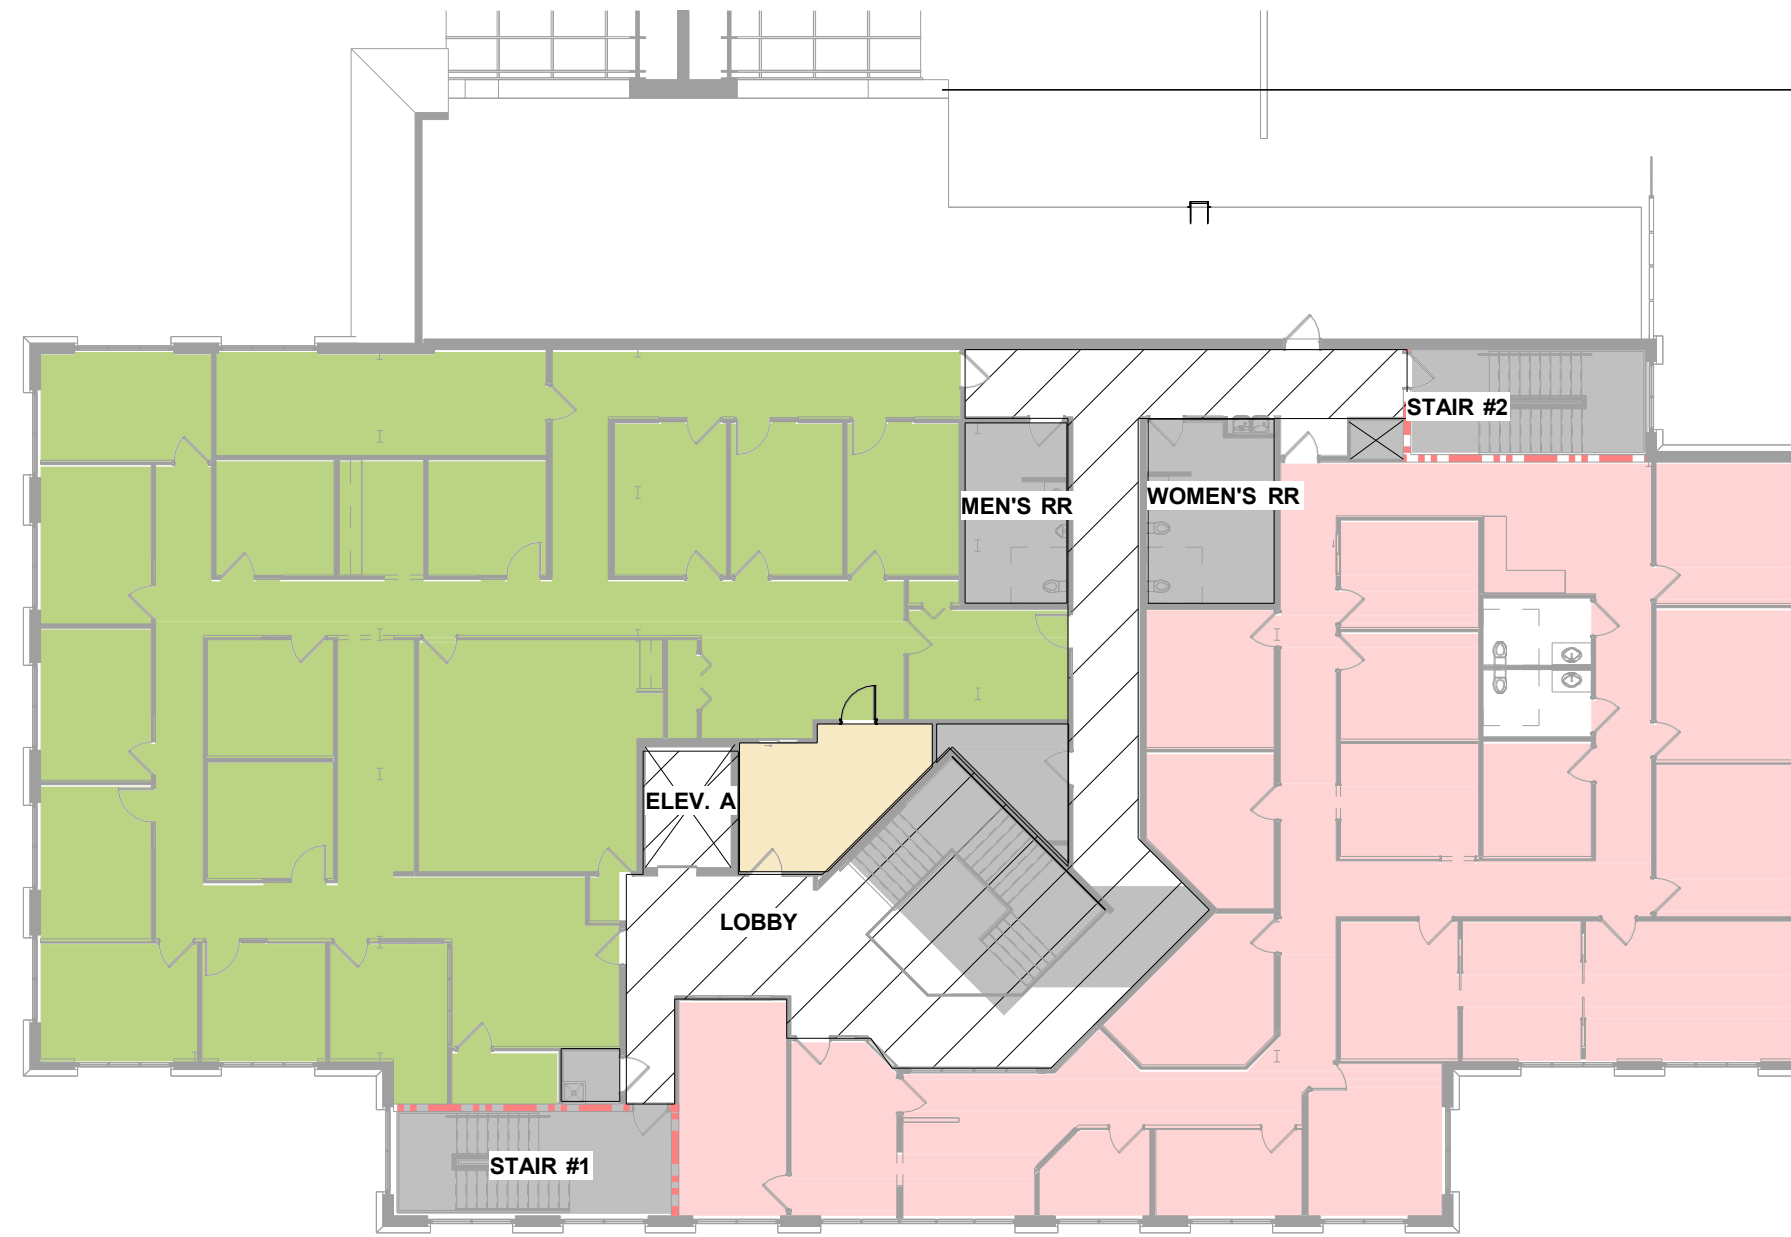 STAIR #2
MEN'S RR
WOMEN'S RR
ELEV. A
LOBBY
STAIR #1